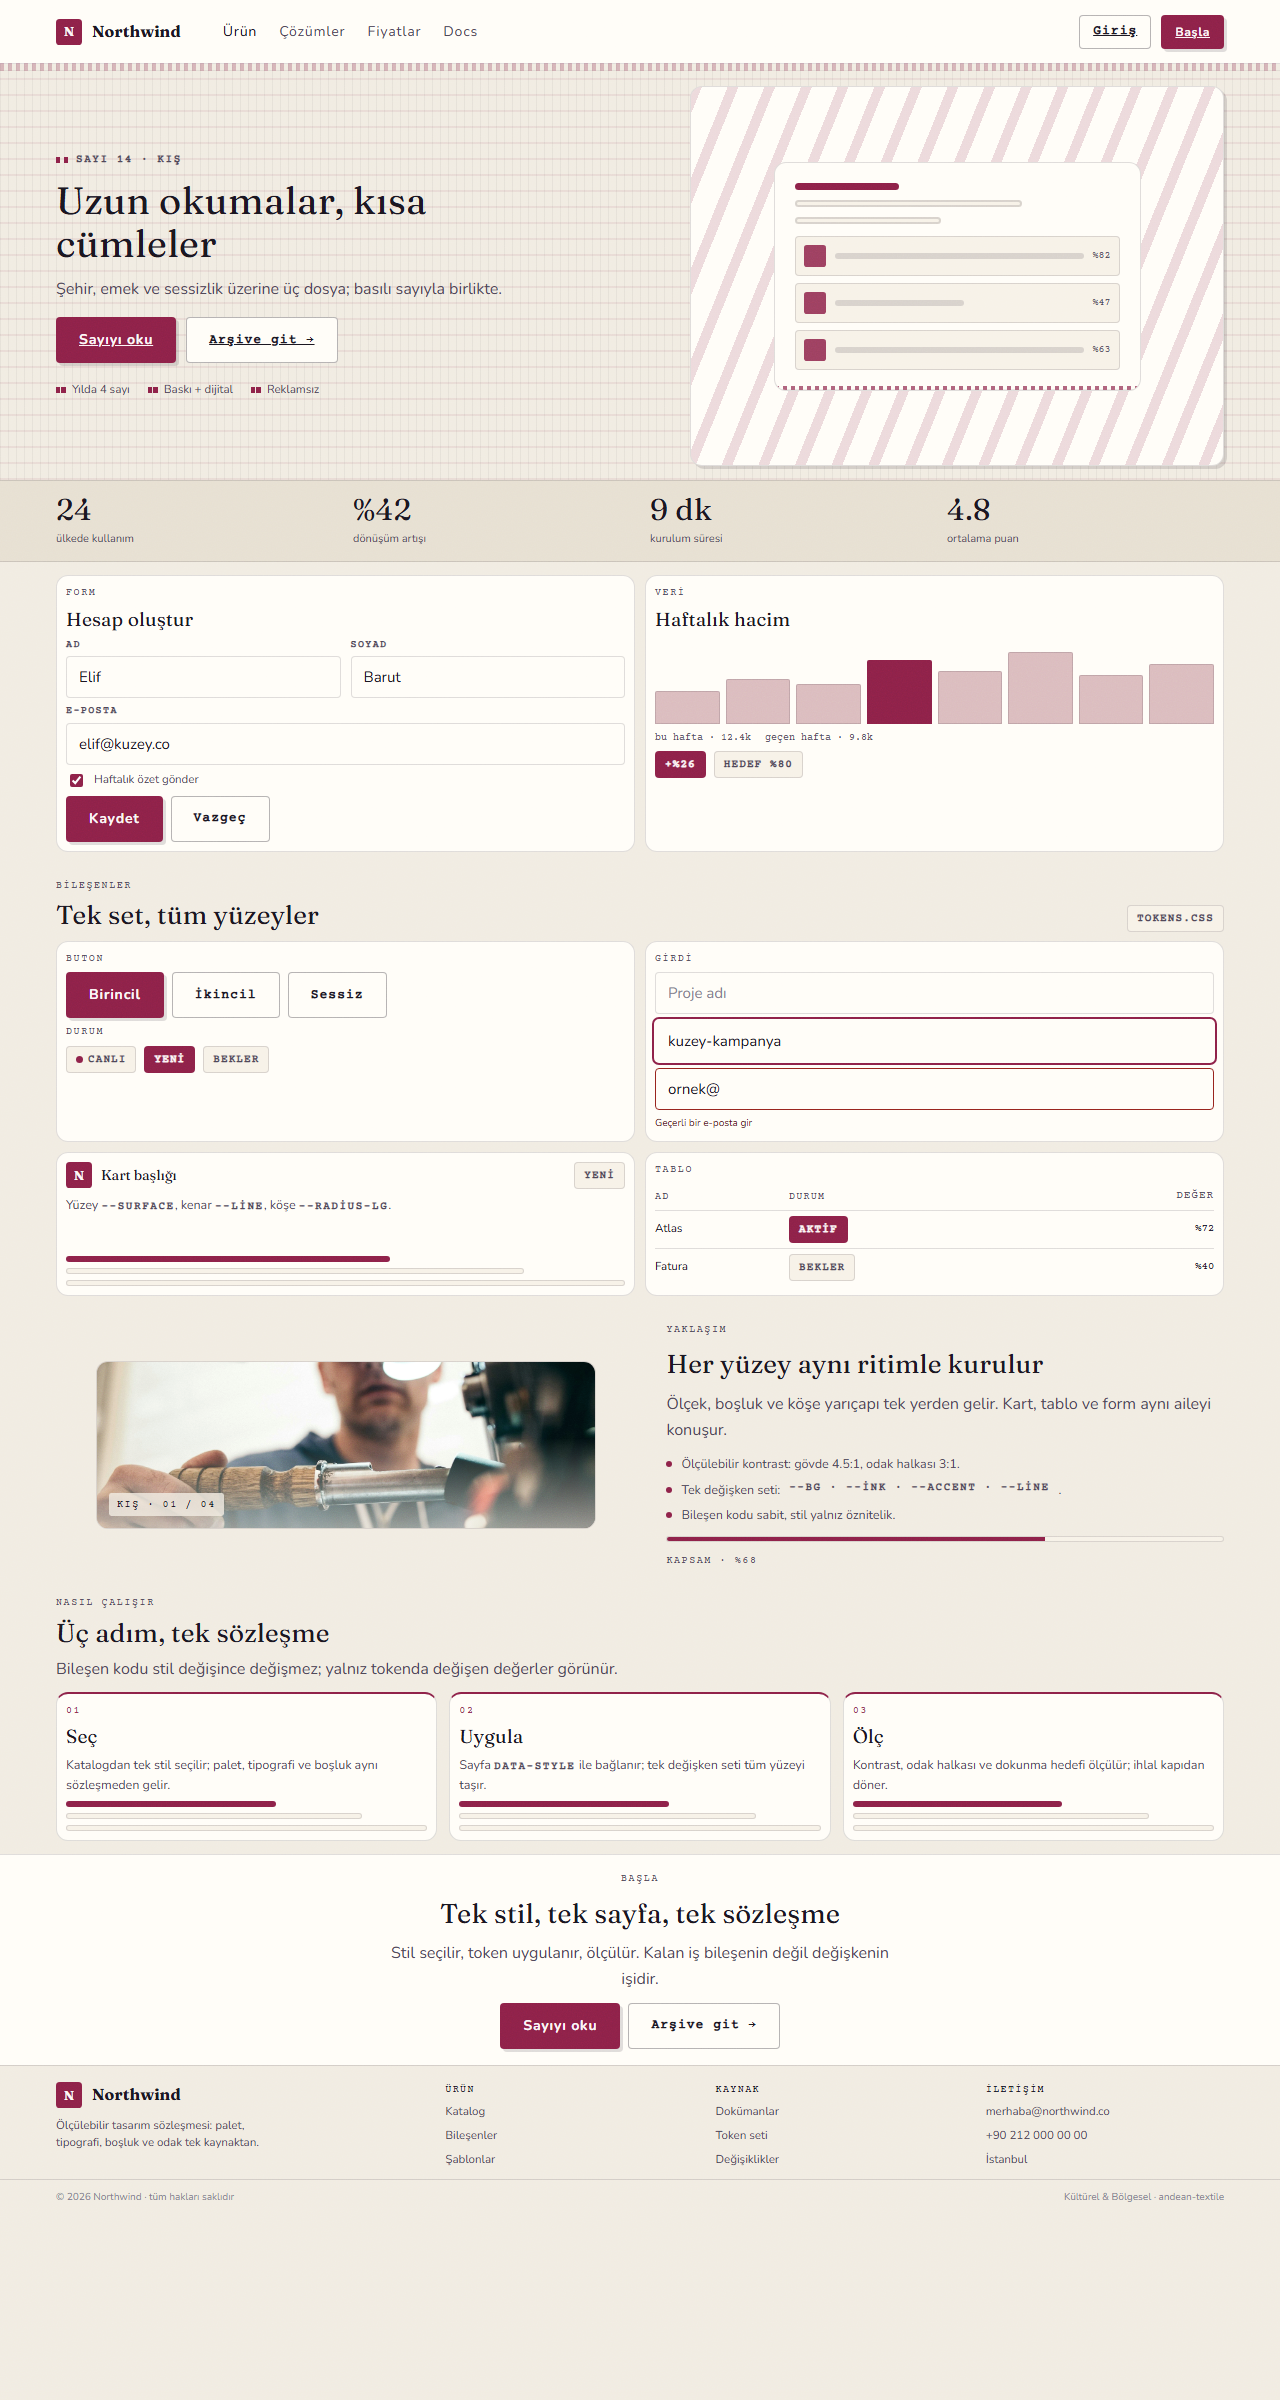 N Northwind Ürün Çözümler Fiyatlar Docs Giriş Başla
SAYI 14 · KIŞ
Uzun okumalar, kısa
cümleler
Şehir, emek ve sessizlik üzerine üç dosya; basılı sayıyla birlikte.
Sayıyı oku Arşive git →
Yılda 4 sayı Baskı + dijital Reklamsız
%82
%47
%63
24 %42 9 dk 4.8
ülkede kullanım dönüşüm artışı kurulum süresi ortalama puan
FORM
Hesap oluştur
AD SOYAD
Elif Barut
E-POSTA
elif@kuzey.co
Haftalık özet gönder
Kaydet Vazgeç
VERİ
Haftalık hacim
bu hafta · 12.4k geçen hafta · 9.8k
+%26 HEDEF %80
BİLEŞENLER
Tek set, tüm yüzeyler
TOKENS.CSS
BUTON
Birincil İkincil Sessiz
DURUM
CANLI YENİ BEKLER
GİRDİ
Proje adı
kuzey-kampanya
ornek@
Geçerli bir e-posta gir
N Kart başlığı YENİ
Yüzey --SURFACE, kenar --LİNE, köşe --RADİUS-LG.
TABLO
AD DURUM DEĞER
Atlas AKTİF %72
Fatura BEKLER %40
KIŞ · 01 / 04
YAKLAŞIM
Her yüzey aynı ritimle kurulur
Ölçek, boşluk ve köşe yarıçapı tek yerden gelir. Kart, tablo ve form aynı aileyi
konuşur.
Ölçülebilir kontrast: gövde 4.5:1, odak halkası 3:1.
Tek değişken seti: --BG · --İNK · --ACCENT · --LİNE .
Bileşen kodu sabit, stil yalnız öznitelik.
KAPSAM · %68
NASIL ÇALIŞIR
Üç adım, tek sözleşme
Bileşen kodu stil değişince değişmez; yalnız tokenda değişen değerler görünür.
01
Seç
Katalogdan tek stil seçilir; palet, tipografi ve boşluk aynı
sözleşmeden gelir.
02
Uygula
Sayfa DATA-STYLE ile bağlanır; tek değişken seti tüm yüzeyi
taşır.
03
Ölç
Kontrast, odak halkası ve dokunma hedefi ölçülür; ihlal kapıdan
döner.
BAŞLA
Tek stil, tek sayfa, tek sözleşme
Stil seçilir, token uygulanır, ölçülür. Kalan iş bileşenin değil değişkenin
işidir.
Sayıyı oku Arşive git →
N Northwind
Ölçülebilir tasarım sözleşmesi: palet,
tipografi, boşluk ve odak tek kaynaktan.
ÜRÜN
Katalog
Bileşenler
Şablonlar
KAYNAK
Dokümanlar
Token seti
Değişiklikler
İLETİŞİM
merhaba@northwind.co
+90 212 000 00 00
İstanbul
© 2026 Northwind · tüm hakları saklıdır Kültürel & Bölgesel · andean-textile